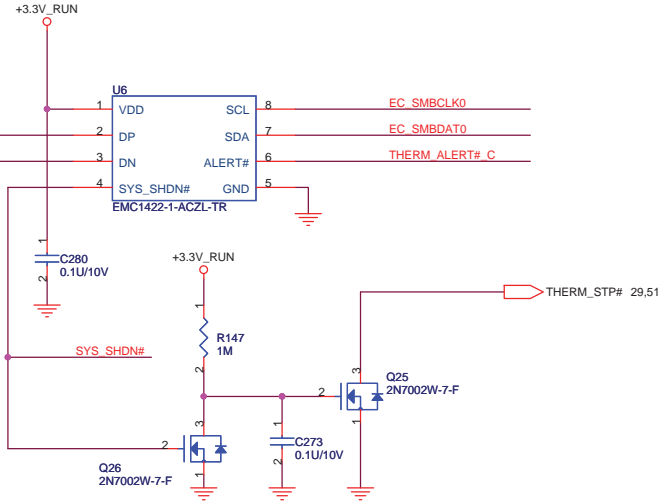 +3.3V_RUN
U6
1 VDD SCL 8 EC_SMBCLK0
2 DP SDA 7 EC_SMBDAT0
3 DN ALERT# 6 THERM_ALERT#_C
4 SYS_SHDN# GND 5
EMC1422-1-ACZL-TR
1
C280
0.1U/10V
2
+3.3V_RUN
THERM_STP# 29,51
1
R147
1M
2
SYS_SHDN#
3
Q25
2N7002W-7-F
2
1
3
1
C273
0.1U/10V
2
2
1
Q26
2N7002W-7-F